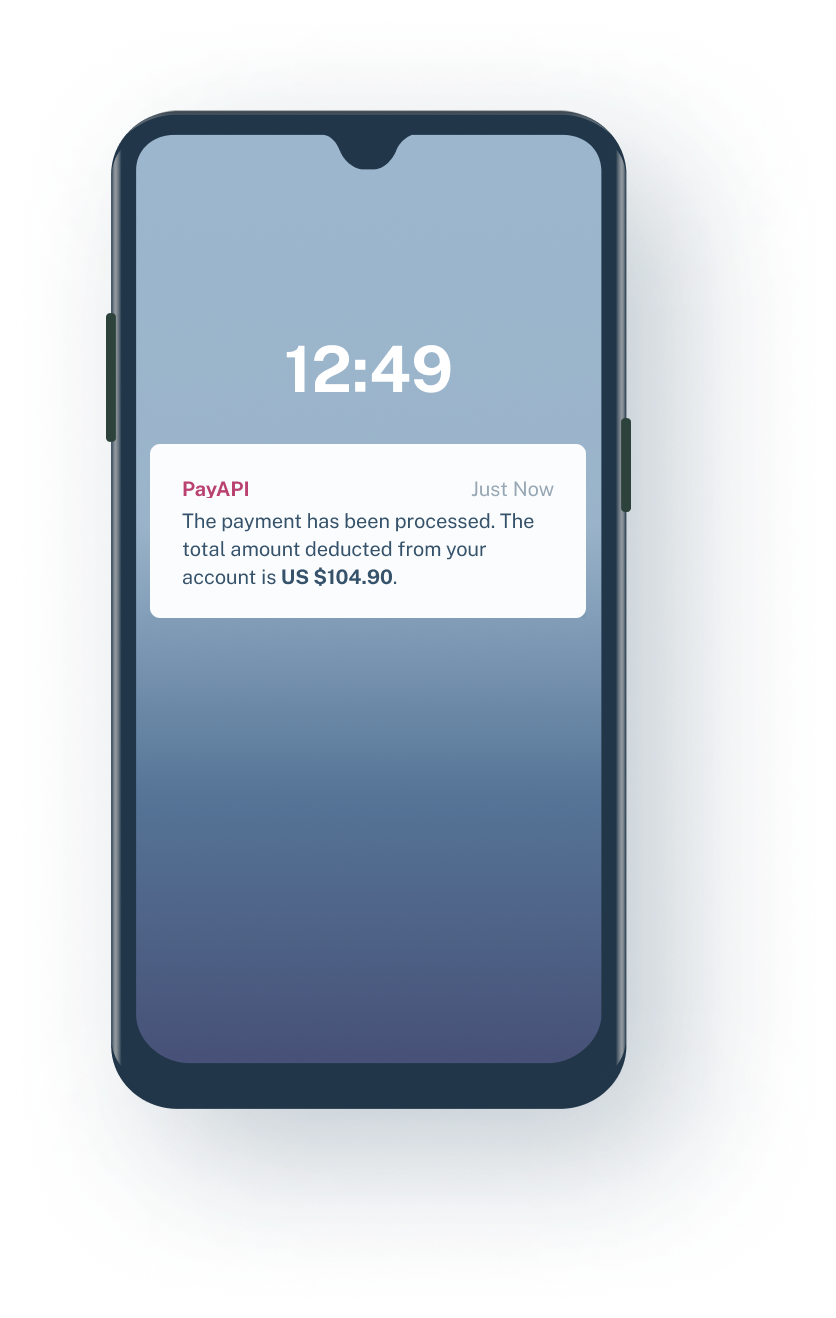 12:49
PayAPI Just Now
The payment has been processed. The
total amount deducted from your
account is US $104.90.